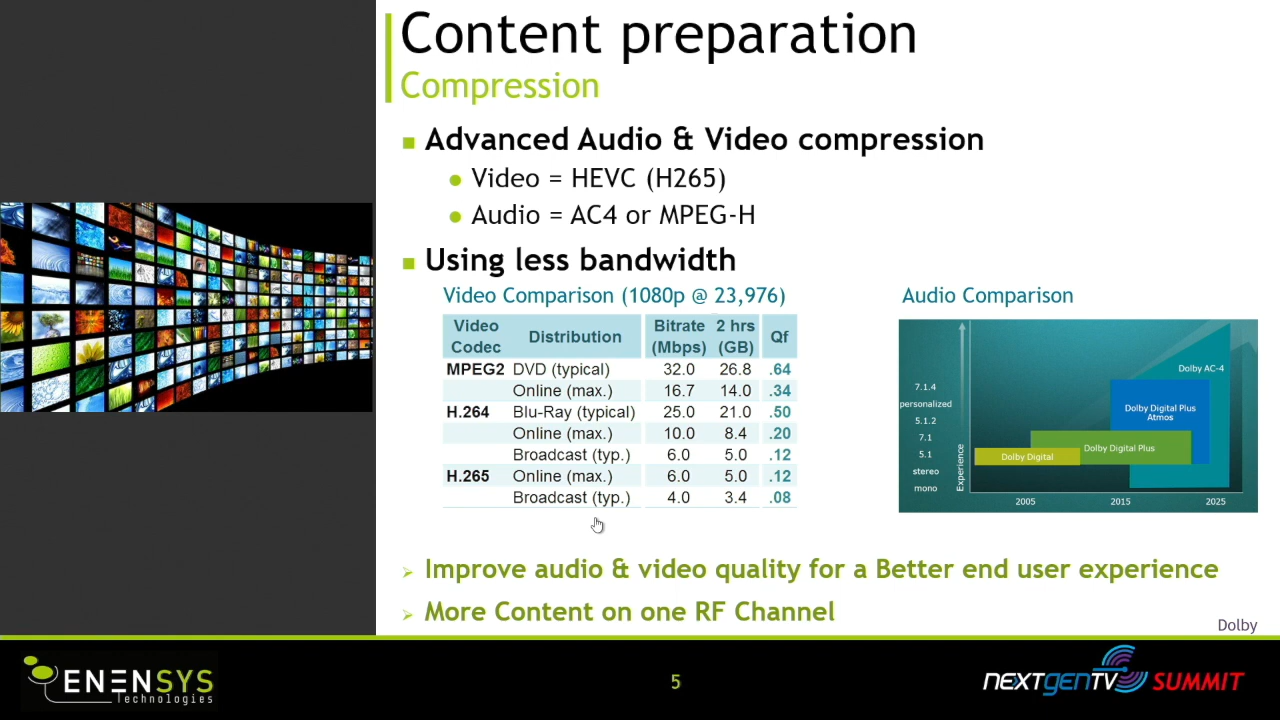 Content preparation
Compression
Advanced Audio & Video compression
Video = HEVC (H265)
Audio = AC4 or MPEG-H
Using less bandwidth
Video Comparison (1080p @ 23,976)
Video Codec Distribution Bitrate (Mbps) 2 hrs (GB) Qf
MPEG2 DVD (typical) 32.0 26.8 .64
Online (max.) 16.7 14.0 .34
H.264 Blu-Ray (typical) 25.0 21.0 .50
Online (max.) 10.0 8.4 .20
Broadcast (typ.) 6.0 5.0 .12
H.265 Online (max.) 6.0 5.0 .12
Broadcast (typ.) 4.0 3.4 .08
Audio Comparison
Dolby AC-4
7.1.4
personalized
5.1.2
7.1
5.1
stereo
mono
Experience
Dolby Digital Plus
Atmos
Dolby Digital Plus
Dolby Digital
2005 2015 2025
Improve audio & video quality for a Better end user experience
More Content on one RF Channel
Dolby
ENENSYS
Technologies
5
NEXTGENTV SUMMIT